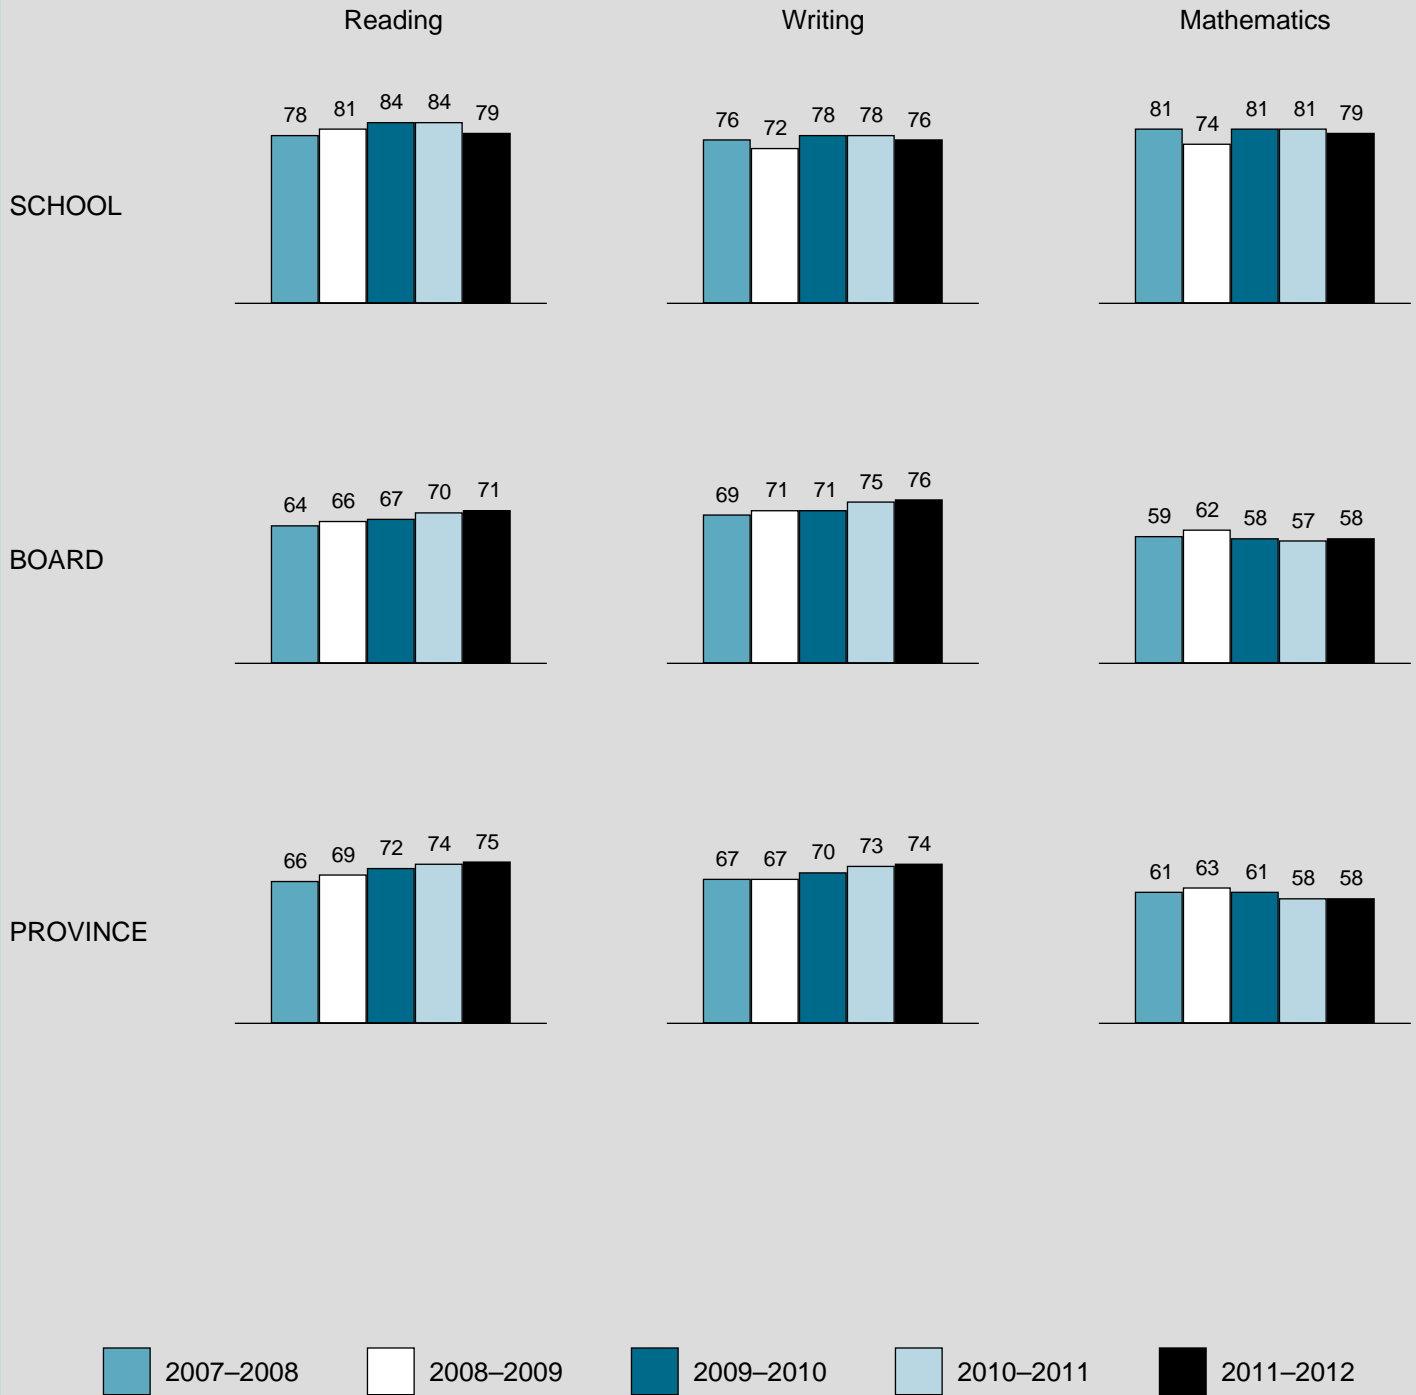 Reading Writing Mathematics
78 81 84 84 79 76 72 78 78 76 81 74 81 81 79
SCHOOL
64 66 67 70 71 69 71 71 75 76 59 62 58 57 58
BOARD
66 69 72 74 75 67 67 70 73 74 61 63 61 58 58
PROVINCE
2007–2008 2008–2009 2009–2010 2010–2011 2011–2012